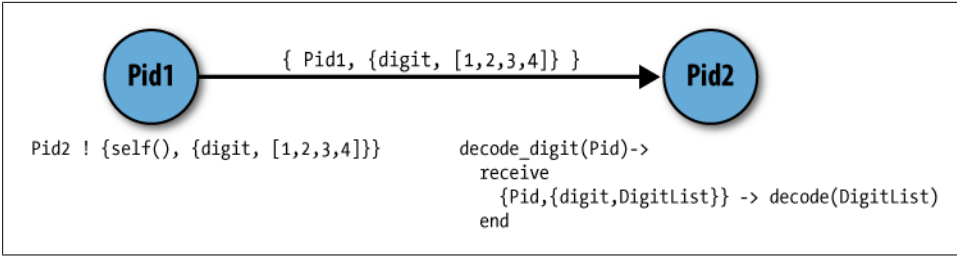 { Pid1, {digit, [1,2,3,4]} }
Pid1
Pid2
Pid2 ! {self(), {digit, [1,2,3,4]}}
decode_digit(Pid)->
receive
{Pid,{digit,DigitList}} -> decode(DigitList)
end